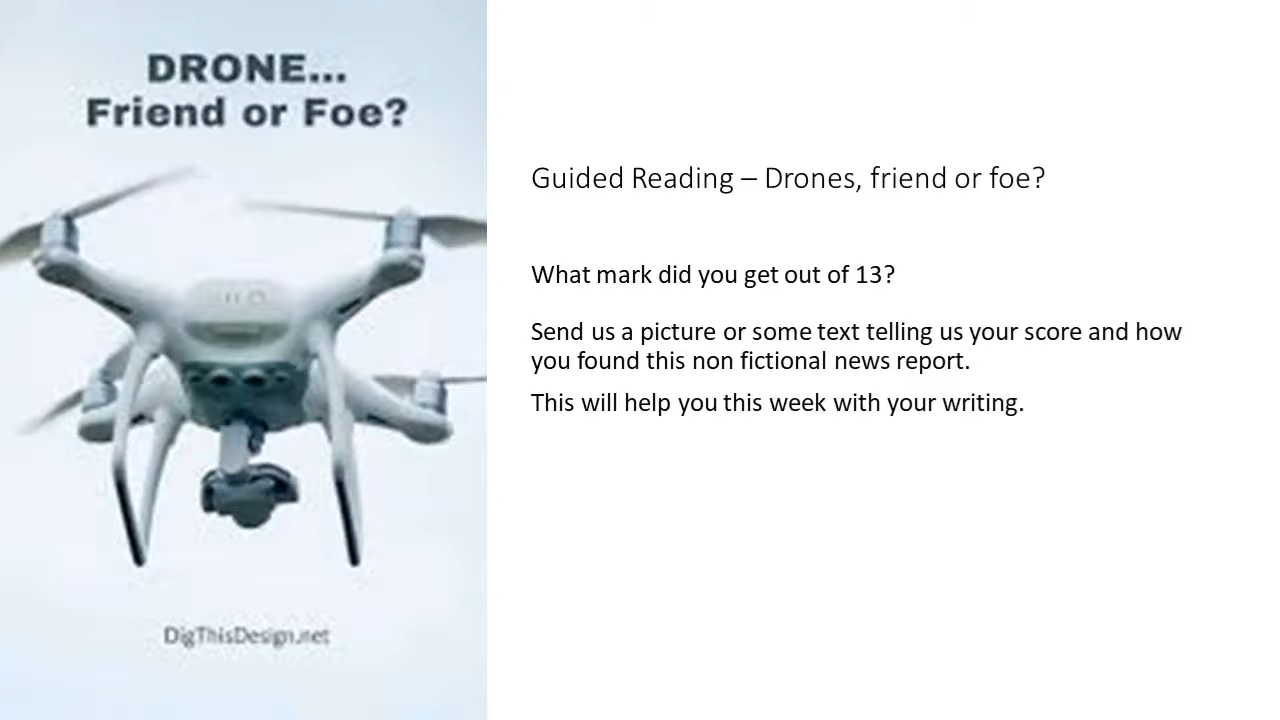 DRONE...
Friend or Foe?
DigThisDesign.net
Guided Reading – Drones, friend or foe?
What mark did you get out of 13?
Send us a picture or some text telling us your score and how
you found this non fictional news report.
This will help you this week with your writing.